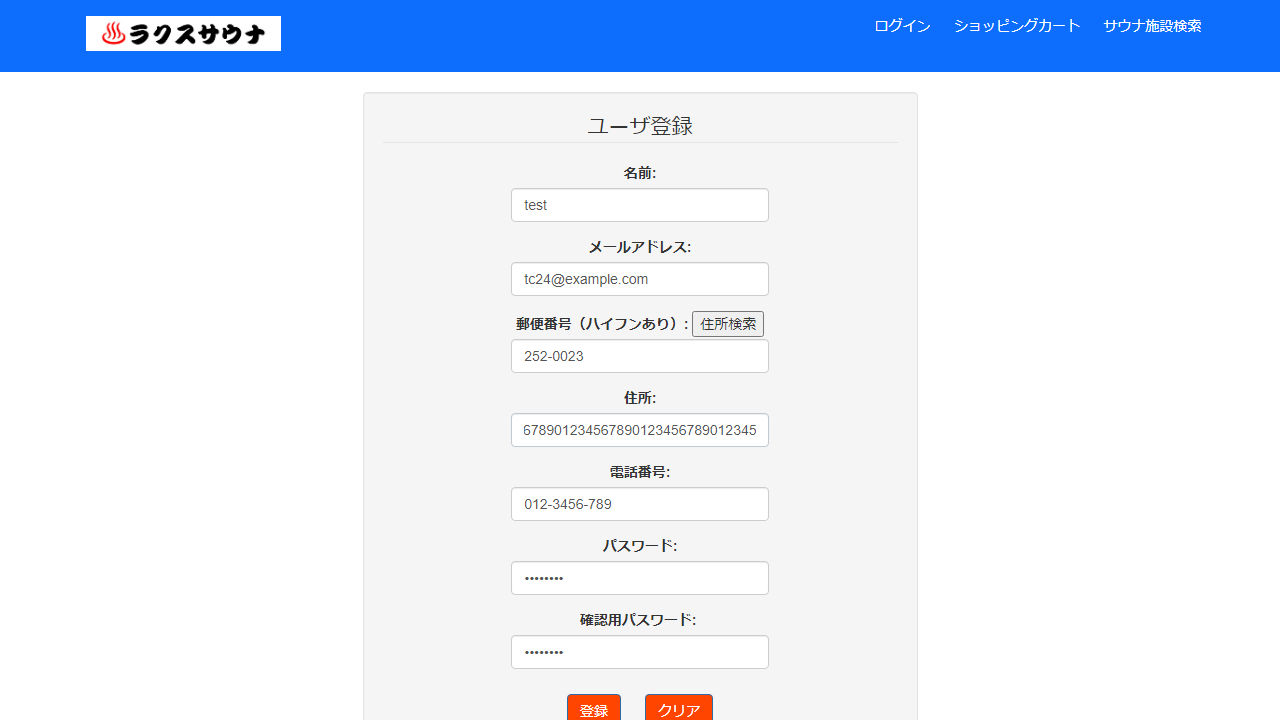 ラクスサウナ
ログイン ショッピングカート サウナ施設検索
ユーザ登録
名前:
test
メールアドレス:
tc24@example.com
郵便番号（ハイフンあり）: 住所検索
252-0023
住所:
678901234567890123456789012345
電話番号:
012-3456-789
パスワード:
••••••••
確認用パスワード:
••••••••
登録 クリア